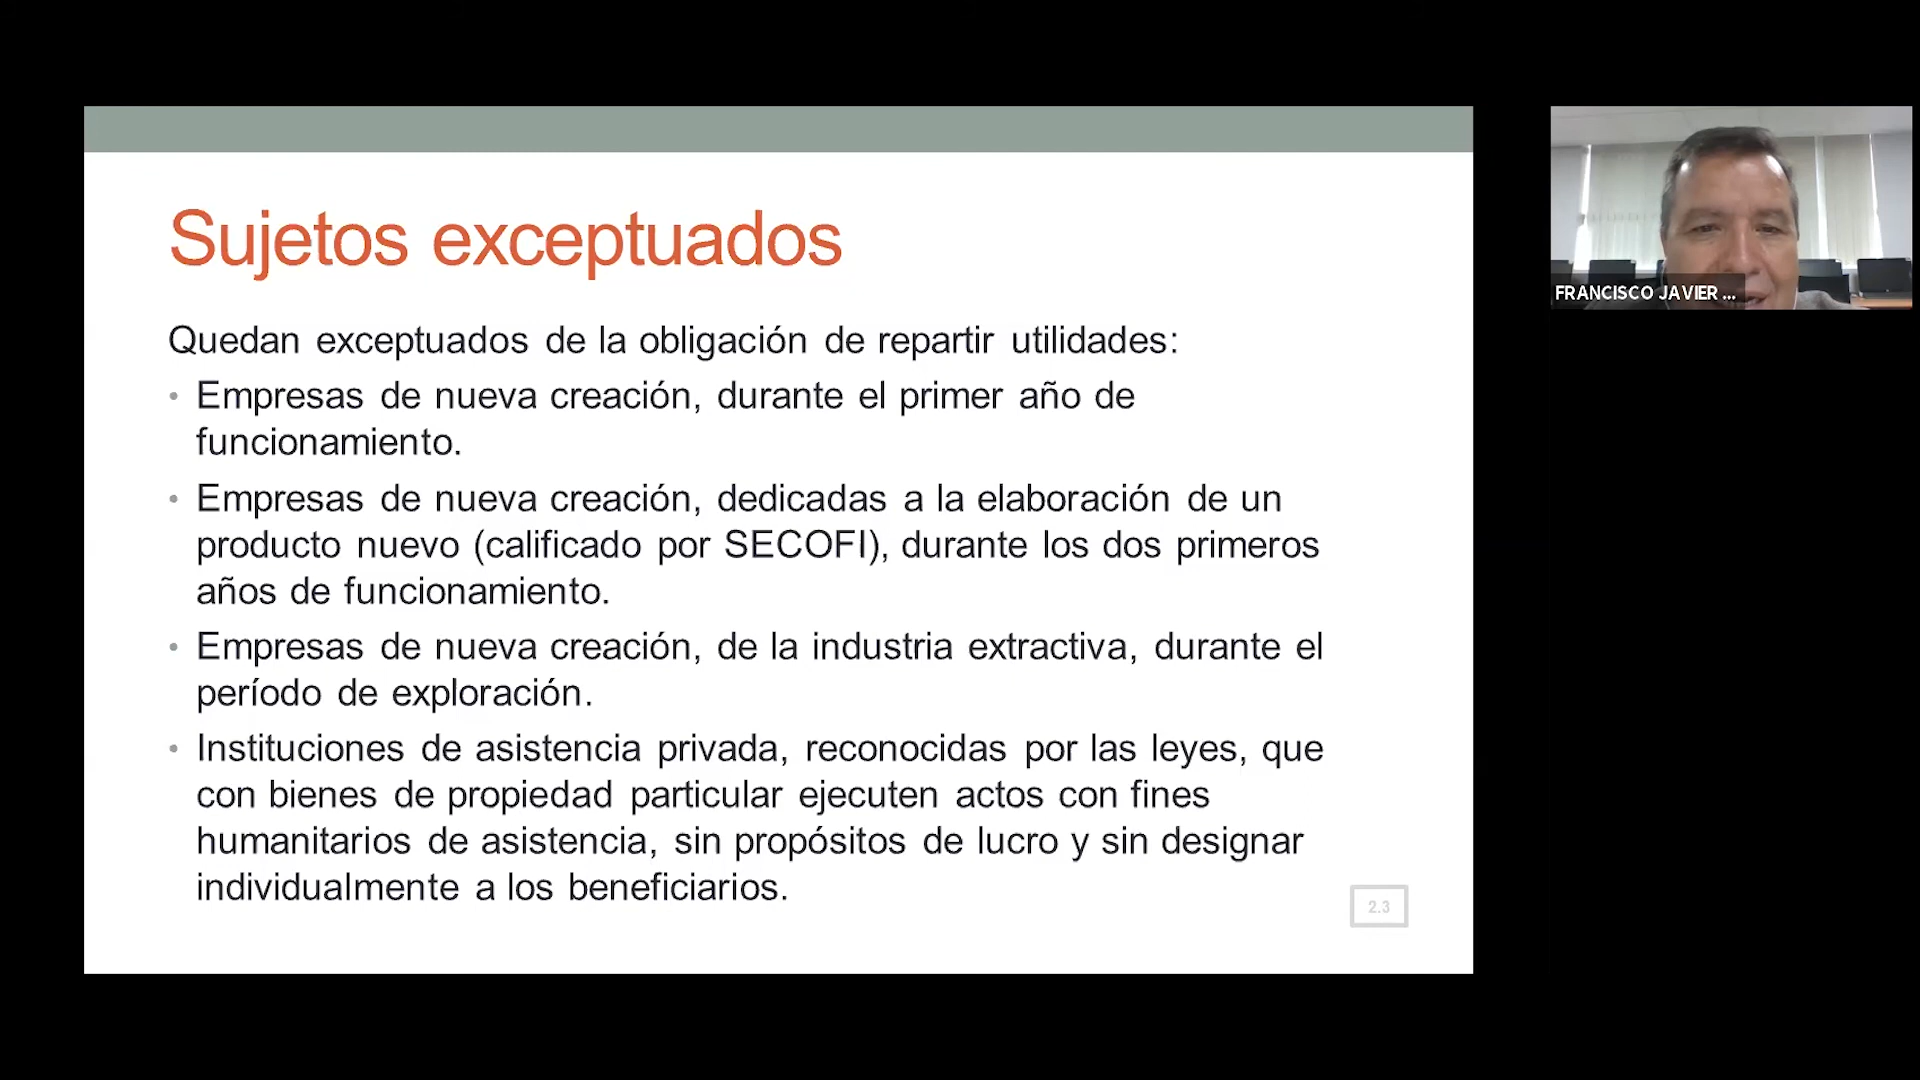 Sujetos exceptuados
Quedan exceptuados de la obligación de repartir utilidades:
• Empresas de nueva creación, durante el primer año de
funcionamiento.
• Empresas de nueva creación, dedicadas a la elaboración de un
producto nuevo (calificado por SECOFI), durante los dos primeros
años de funcionamiento.
• Empresas de nueva creación, de la industria extractiva, durante el
período de exploración.
• Instituciones de asistencia privada, reconocidas por las leyes, que
con bienes de propiedad particular ejecuten actos con fines
humanitarios de asistencia, sin propósitos de lucro y sin designar
individualmente a los beneficiarios.
2.3
FRANCISCO JAVIER ...